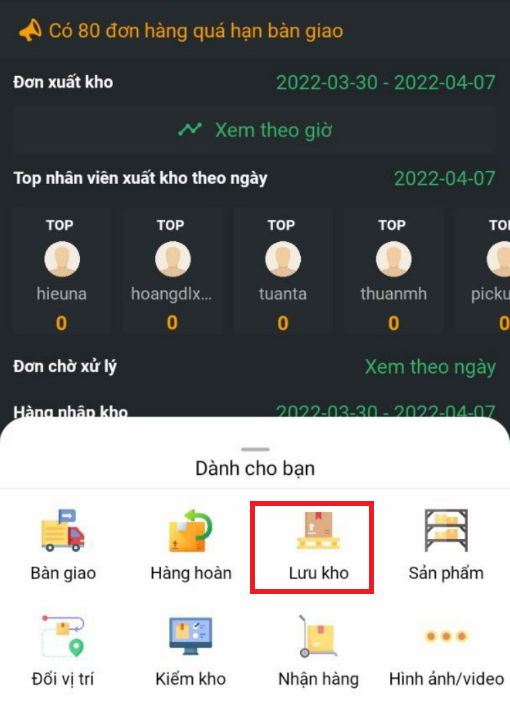 Có 80 đơn hàng quá hạn bàn giao
Đơn xuất kho 2022-03-30 - 2022-04-07
Xem theo giờ
Top nhân viên xuất kho theo ngày 2022-04-07
TOP TOP TOP TOP TO
hieuna hoangdlx... tuanta thuanmh picku
0 0 0 0 0
Đơn chờ xử lý Xem theo ngày
Hàng nhập kho 2022-03-30 - 2022-04-07
Dành cho bạn
Bàn giao Hàng hoàn Lưu kho Sản phẩm
Đổi vị trí Kiểm kho Nhận hàng Hình ảnh/video